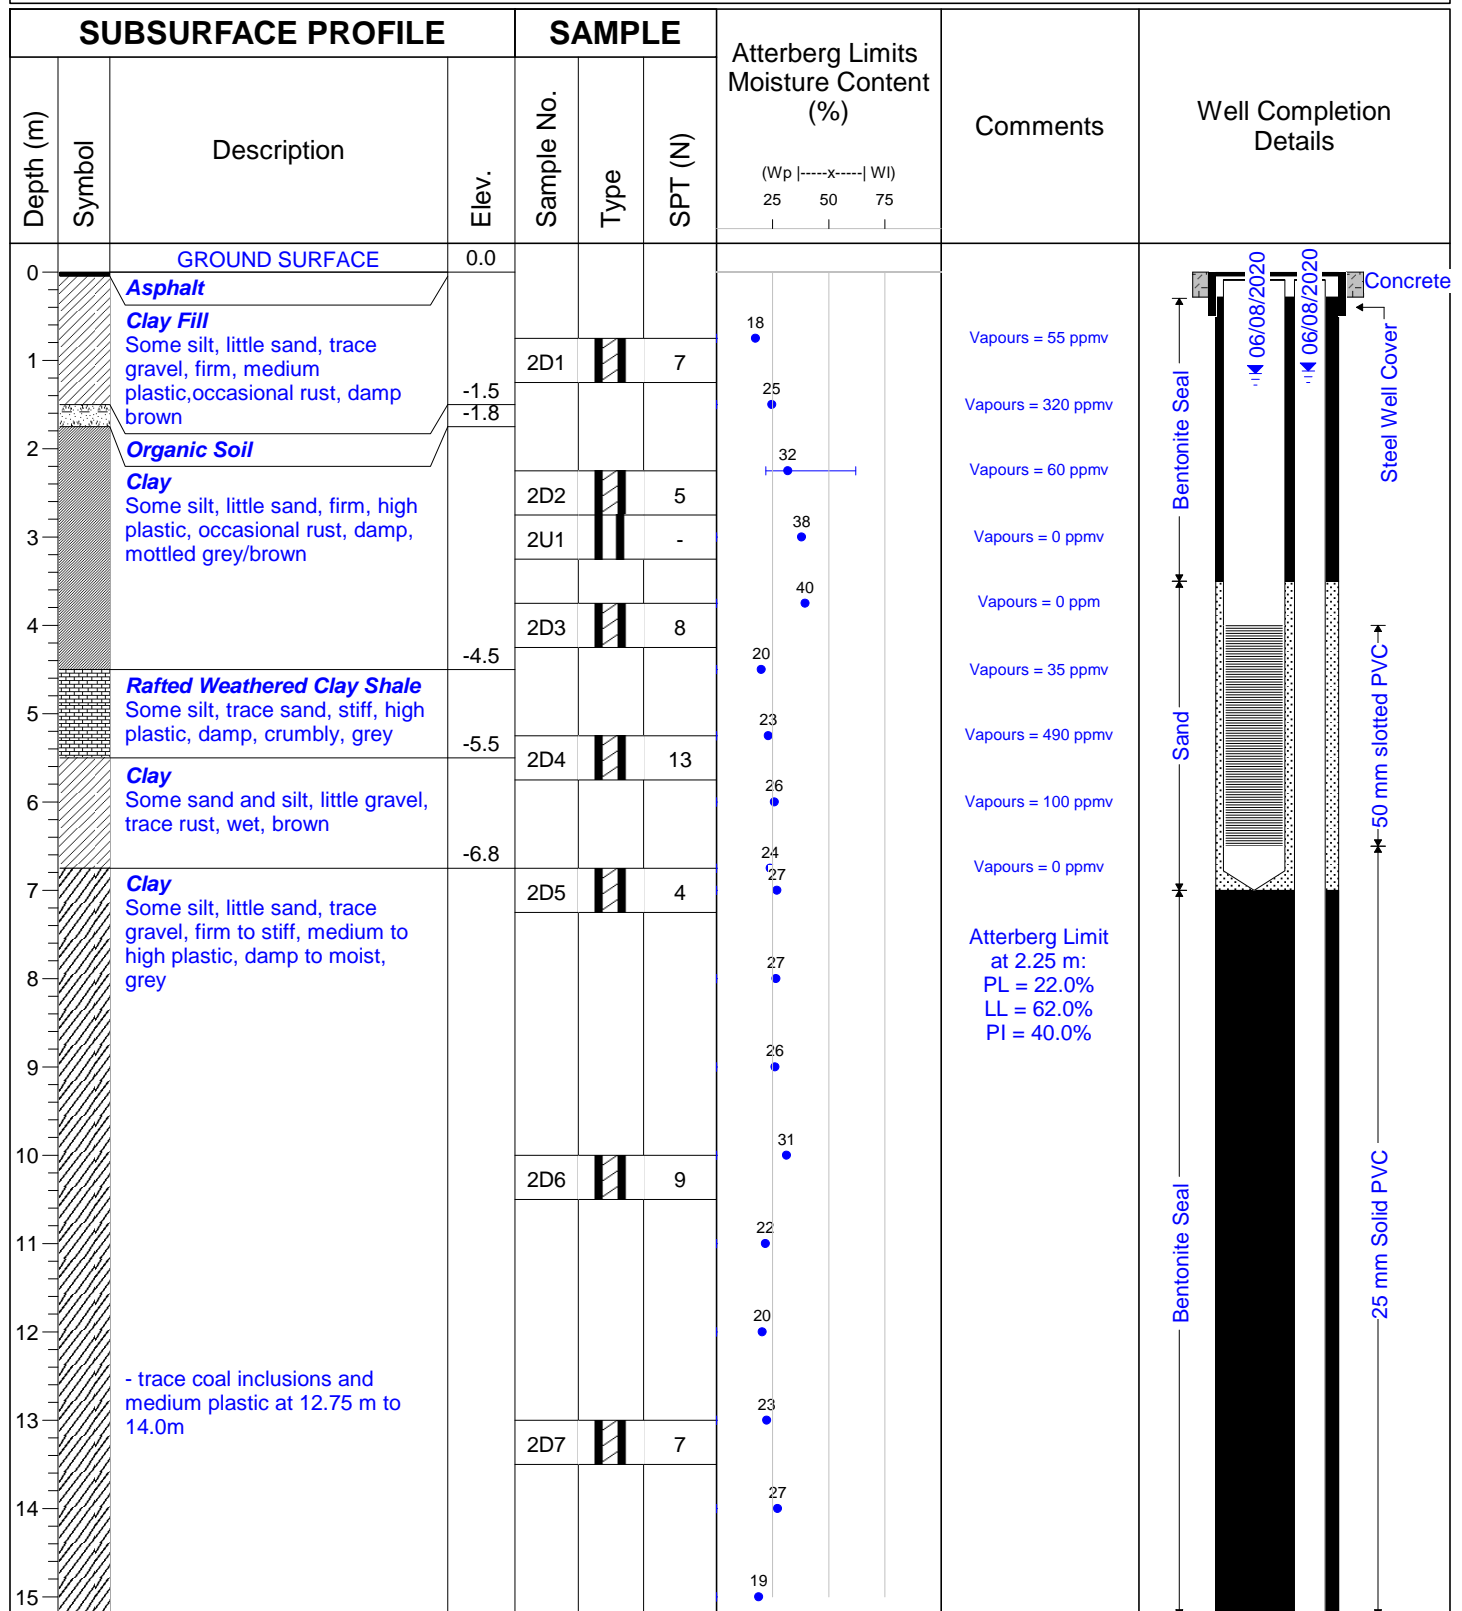 SUBSURFACE PROFILE
SAMPLE
Atterberg Limits
Moisture Content
(%)
(Wp |-----x-----| Wl)
25 50 75
Comments
Well Completion
Details
Depth (m)
Symbol
Description
Elev.
Sample No.
Type
SPT (N)
GROUND SURFACE
0.0
0
Asphalt
Clay Fill
Some silt, little sand, trace
gravel, firm, medium
plastic,occasional rust, damp
brown
-1.5
-1.8
Organic Soil
Clay
Some silt, little sand, firm, high
plastic, occasional rust, damp,
mottled grey/brown
-4.5
Rafted Weathered Clay Shale
Some silt, trace sand, stiff, high
plastic, damp, crumbly, grey
-5.5
Clay
Some sand and silt, little gravel,
trace rust, wet, brown
-6.8
Clay
Some silt, little sand, trace
gravel, firm to stiff, medium to
high plastic, damp to moist,
grey
- trace coal inclusions and
medium plastic at 12.75 m to
14.0m
1
2
3
4
5
6
7
8
9
10
11
12
13
14
15
2D1 7
2D2 5
2U1 -
2D3 8
2D4 13
2D5 4
2D6 9
2D7 7
18
25
32
38
40
20
23
26
24
27
27
26
31
22
20
23
27
19
Vapours = 55 ppmv
Vapours = 320 ppmv
Vapours = 60 ppmv
Vapours = 0 ppmv
Vapours = 0 ppm
Vapours = 35 ppmv
Vapours = 490 ppmv
Vapours = 100 ppmv
Vapours = 0 ppmv
Atterberg Limit
at 2.25 m:
PL = 22.0%
LL = 62.0%
PI = 40.0%
06/08/2020
06/08/2020
Concrete
Steel Well Cover
Bentonite Seal
Sand
50 mm slotted PVC
Bentonite Seal
25 mm Solid PVC